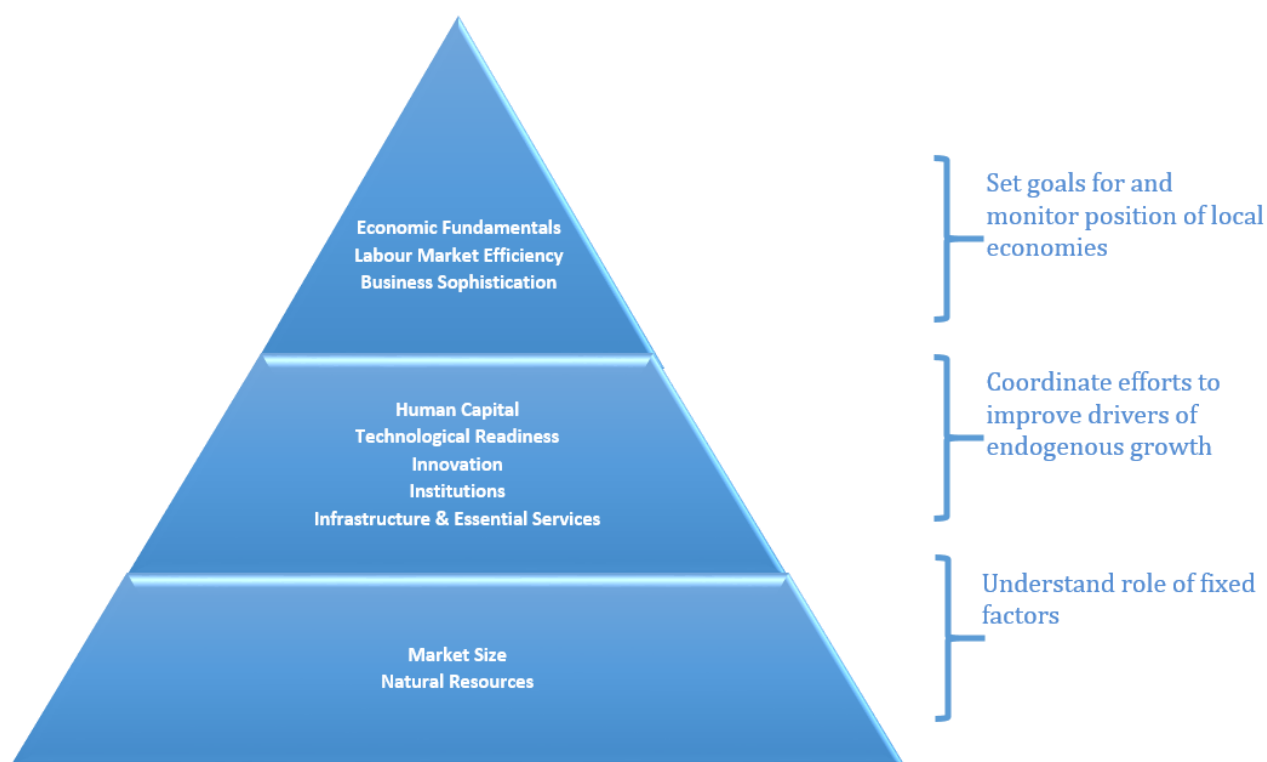 Economic Fundamentals
Labour Market Efficiency
Business Sophistication
Set goals for and
monitor position of local
economies
Human Capital
Technological Readiness
Innovation
Institutions
Infrastructure & Essential Services
Coordinate efforts to
improve drivers of
endogenous growth
Market Size
Natural Resources
Understand role of fixed
factors